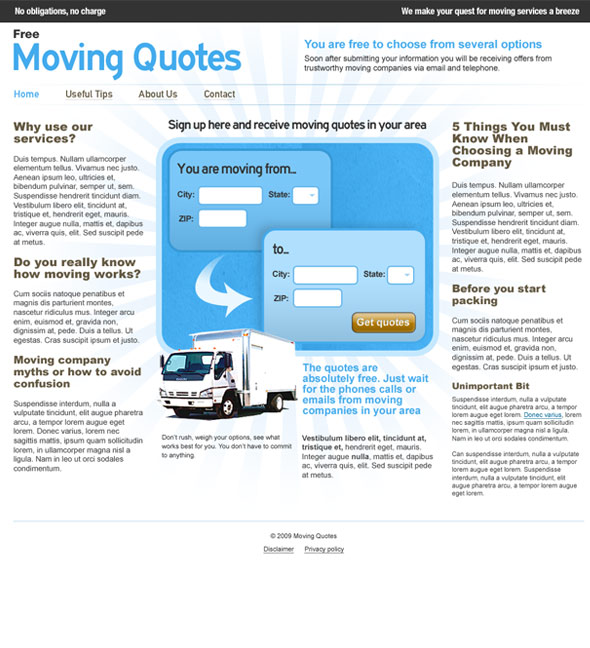 No obligations, no charge
We make your quest for moving services a breeze
Free
Moving Quotes
You are free to choose from several options
Soon after submitting your information you will be receiving offers from
trustworthy moving companies via email and telephone.
Home Useful Tips About Us Contact
Why use our
services?
Duis tempus. Nullam ullamcorper
elementum tellus. Vivamus nec justo.
Aenean ipsum leo, ultricies et,
bibendum pulvinar, semper ut, sem.
Suspendisse hendrerit tincidunt diam.
Vestibulum libero elit, tincidunt at,
tristique et, hendrerit eget, mauris.
Integer augue nulla, mattis et, dapibus
ac, viverra quis, elit. Sed suscipit pede
at metus.
Do you really know
how moving works?
Cum sociis natoque penatibus et
magnis dis parturient montes,
nascetur ridiculus mus. Integer arcu
enim, euismod et, gravida non,
dignissim at, pede. Duis a tellus. Ut
egestas. Cras suscipit ipsum et justo.
Moving company
myths or how to avoid
confusion
Suspendisse interdum, nulla a
vulputate tincidunt, elit augue pharetra
arcu, a tempor lorem augue eget
lorem. Donec varius, lorem nec
sagittis mattis, ipsum quam sollicitudin
lorem, in ullamcorper magna nisl a
ligula. Nam in leo ut orci sodales
condimentum.
Sign up here and receive moving quotes in your area
You are moving from...
City: State:
ZIP:
to...
City: State:
ZIP:
Get quotes
The quotes are
absolutely free. Just wait
for the phones calls or
emails from moving
companies in your area
Don't rush, weigh your options, see what
works best for you. You don't have to commit
to anything.
Vestibulum libero elit, tincidunt at,
tristique et, hendrerit eget, mauris.
Integer augue nulla, mattis et, dapibus
ac, viverra quis, elit. Sed suscipit pede
at metus.
5 Things You Must
Know When
Choosing a Moving
Company
Duis tempus. Nullam ullamcorper
elementum tellus. Vivamus nec justo.
Aenean ipsum leo, ultricies et,
bibendum pulvinar, semper ut, sem.
Suspendisse hendrerit tincidunt diam.
Vestibulum libero elit, tincidunt at,
tristique et, hendrerit eget, mauris.
Integer augue nulla, mattis et, dapibus
ac, viverra quis, elit. Sed suscipit pede
at metus.
Before you start
packing
Cum sociis natoque penatibus et
magnis dis parturient montes,
nascetur ridiculus mus. Integer arcu
enim, euismod et, gravida non,
dignissim at, pede. Duis a tellus. Ut
egestas. Cras suscipit ipsum et justo.
Unimportant Bit
Suspendisse interdum, nulla a vulputate
tincidunt, elit augue pharetra arcu, a tempor
lorem augue eget lorem. Donec varius, lorem
nec sagittis mattis, ipsum quam sollicitudin
lorem, in ullamcorper magna nisl a ligula.
Nam in leo ut orci sodales condimentum.
Can suspendisse interdum, nulla a vulputate
tincidunt, elit augue pharetra arcu, a tempor
lorem augue eget lorem. Suspendisse
interdum, nulla a vulputate tincidunt, elit
augue pharetra arcu, a tempor lorem augue
eget lorem.
© 2009 Moving Quotes
Disclaimer Privacy policy